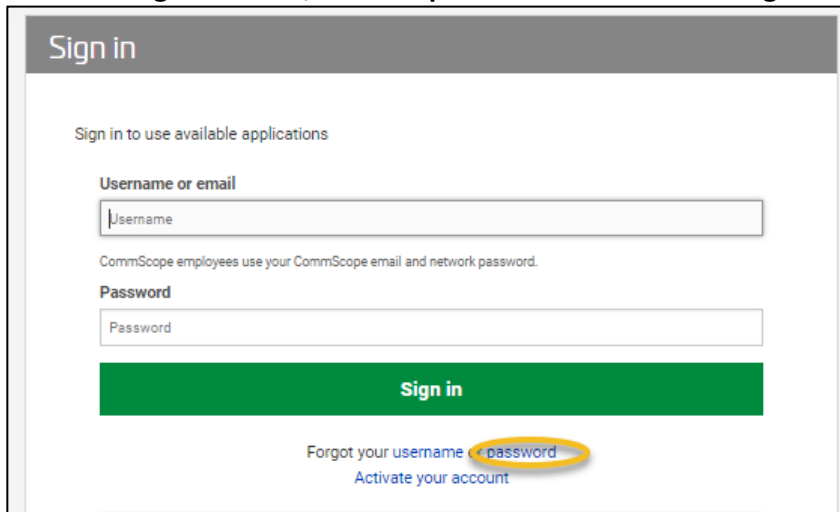 Sign in
Sign in to use available applications
Username or email
Username
CommScope employees use your CommScope email and network password.
Password
Password
Sign in
Forgot your username or password
Activate your account